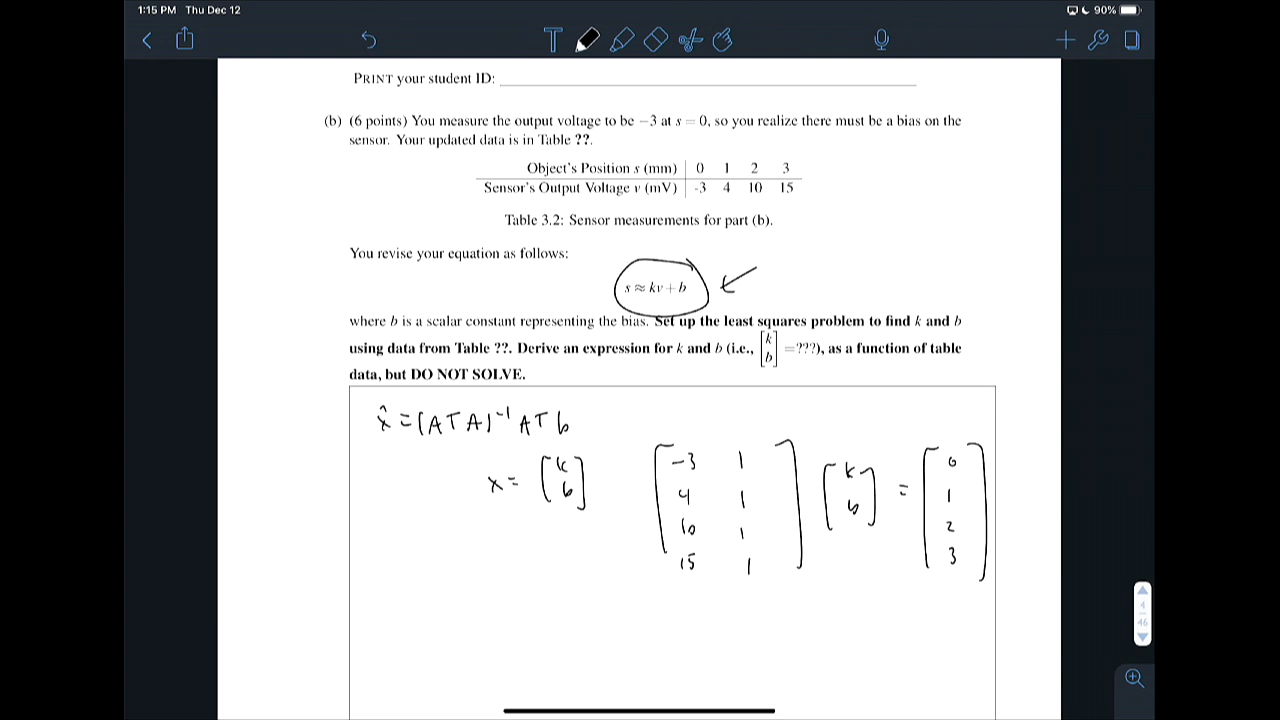 1:15 PM Thu Dec 12
90%
PRINT your student ID:
(b) (6 points) You measure the output voltage to be −3 at s = 0, so you realize there must be a bias on the
sensor. Your updated data is in Table ??.
Object's Position s (mm) 0 1 2 3
Sensor's Output Voltage v (mV) -3 4 10 15
Table 3.2: Sensor measurements for part (b).
You revise your equation as follows:
s ≈ kv + b
where b is a scalar constant representing the bias. Set up the least squares problem to find k and b
using data from Table ??. Derive an expression for k and b (i.e., [k b] =???), as a function of table
data, but DO NOT SOLVE.
x̂ = (ATA)⁻¹ ATb
x = [k b] [-3 1 4 1 10 1 15 1] [k b] = [0 1 2 3]
4
46